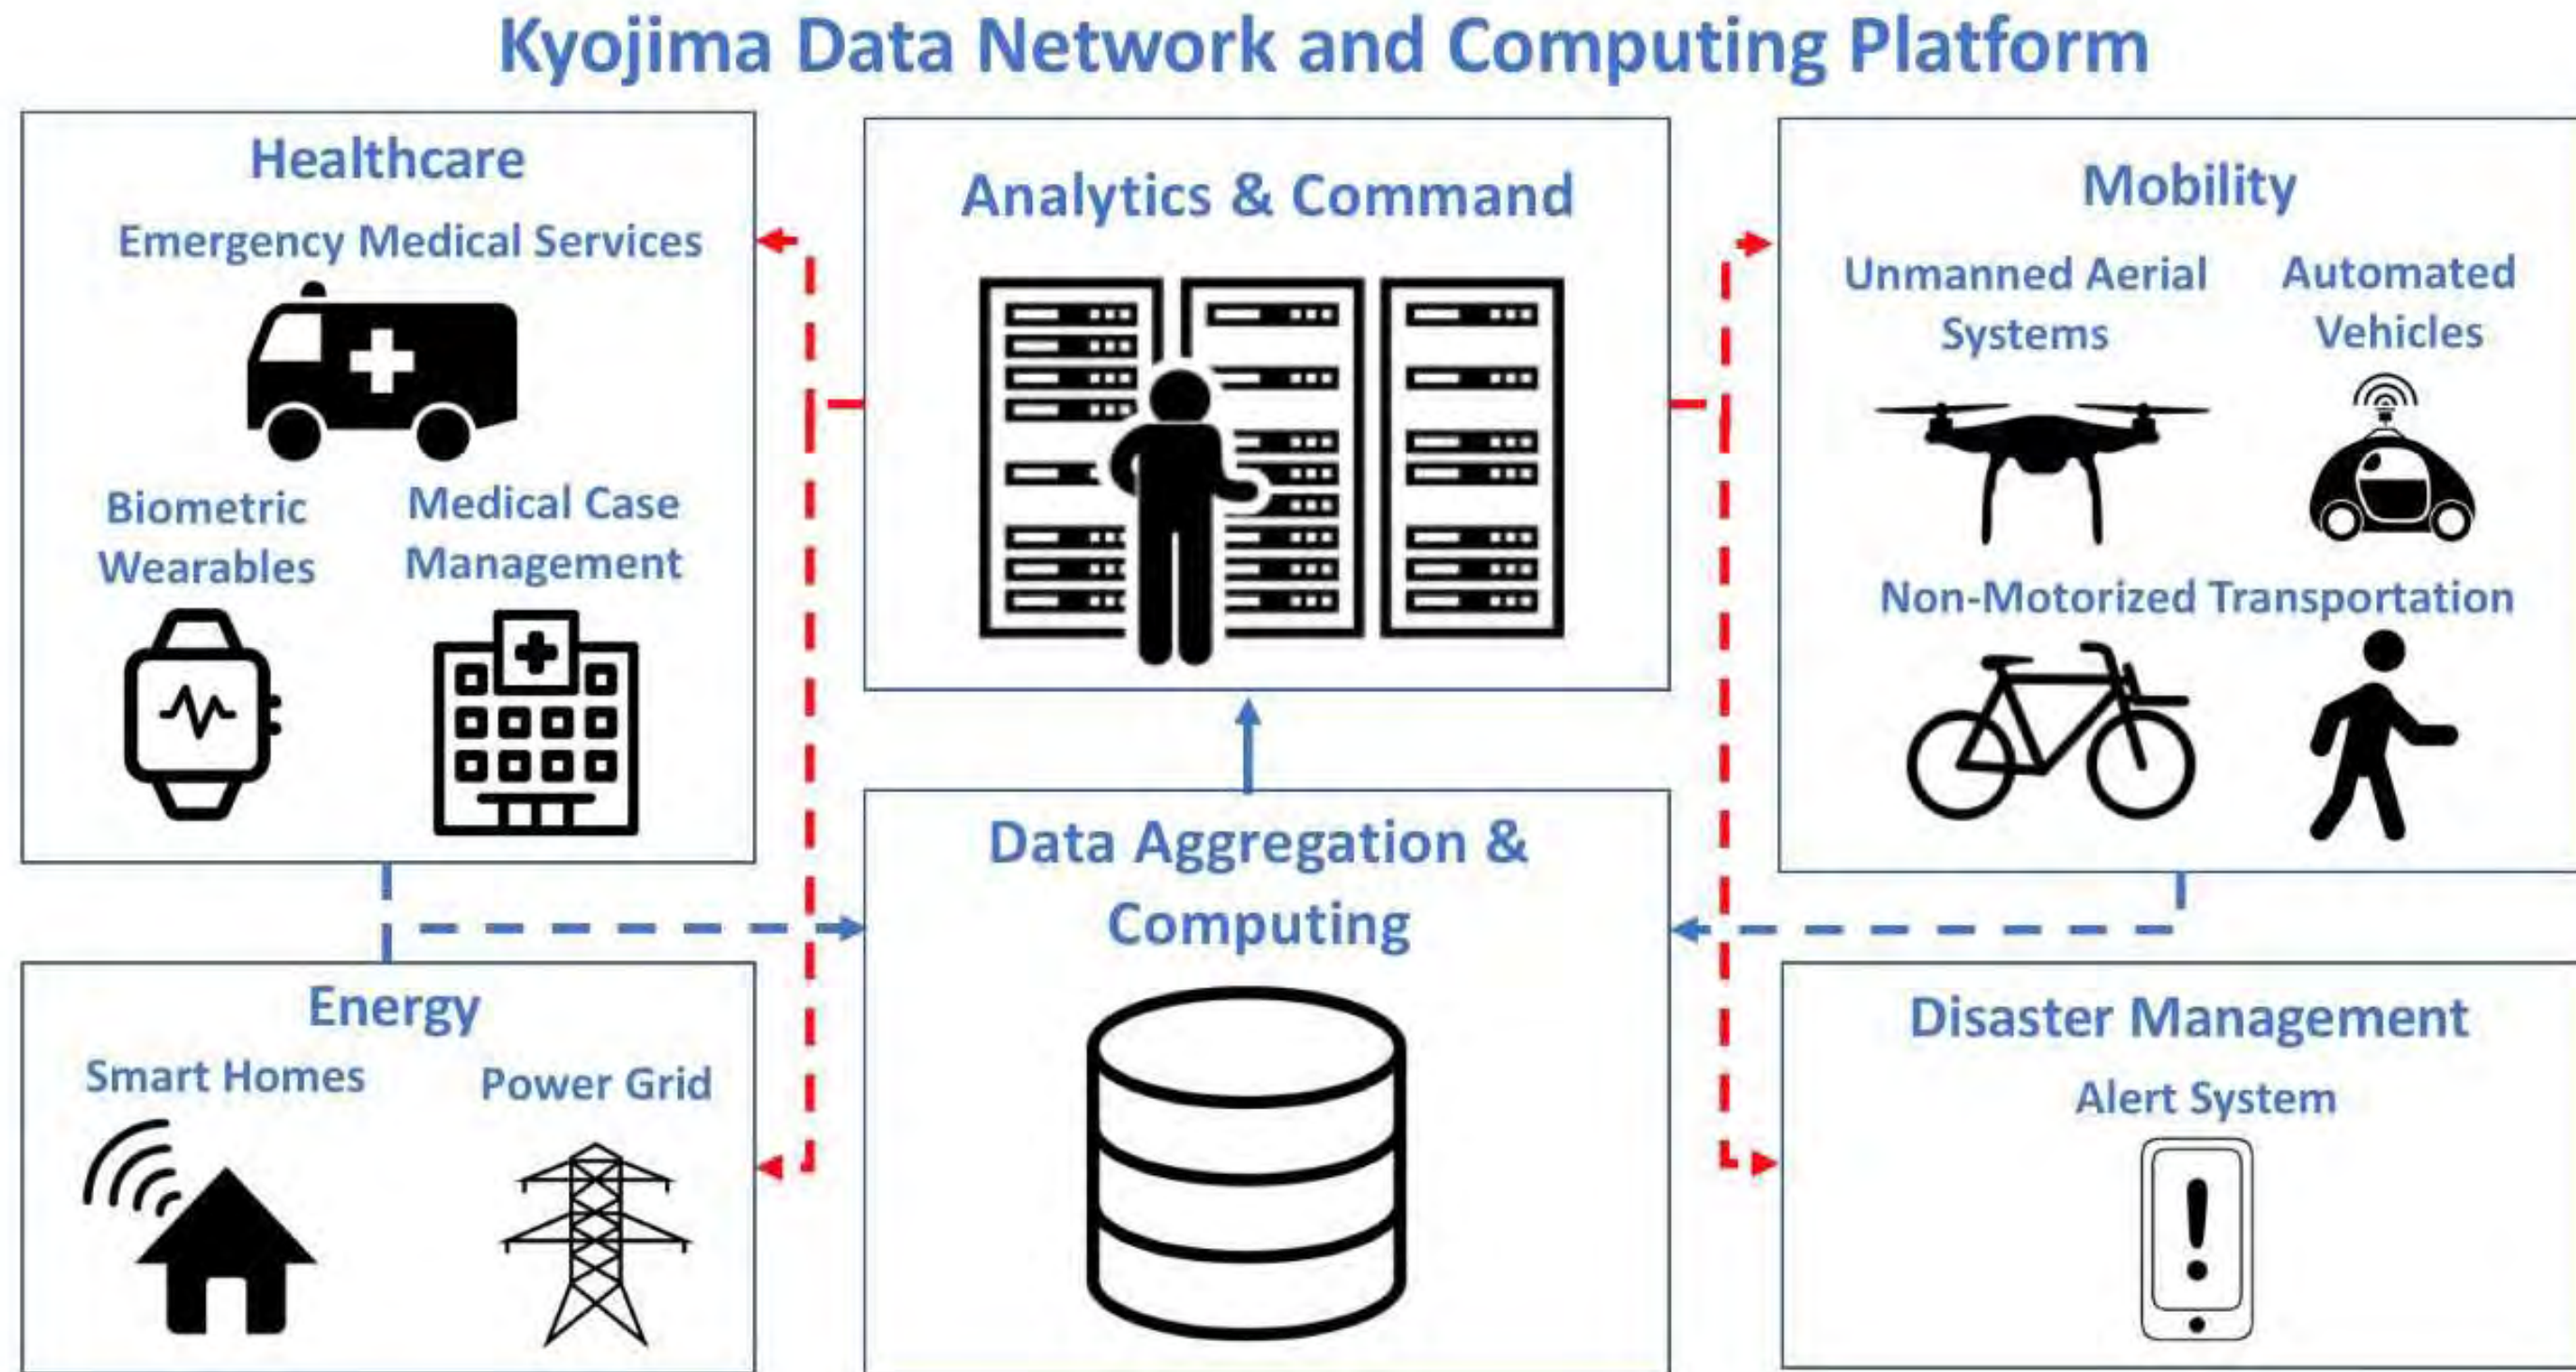 Kyojima Data Network and Computing Platform
Healthcare
Emergency Medical Services
Biometric
Wearables
Medical Case
Management
Analytics & Command
Mobility
Unmanned Aerial
Systems
Automated
Vehicles
Non-Motorized Transportation
Energy
Smart Homes
Power Grid
Data Aggregation &
Computing
Disaster Management
Alert System
!